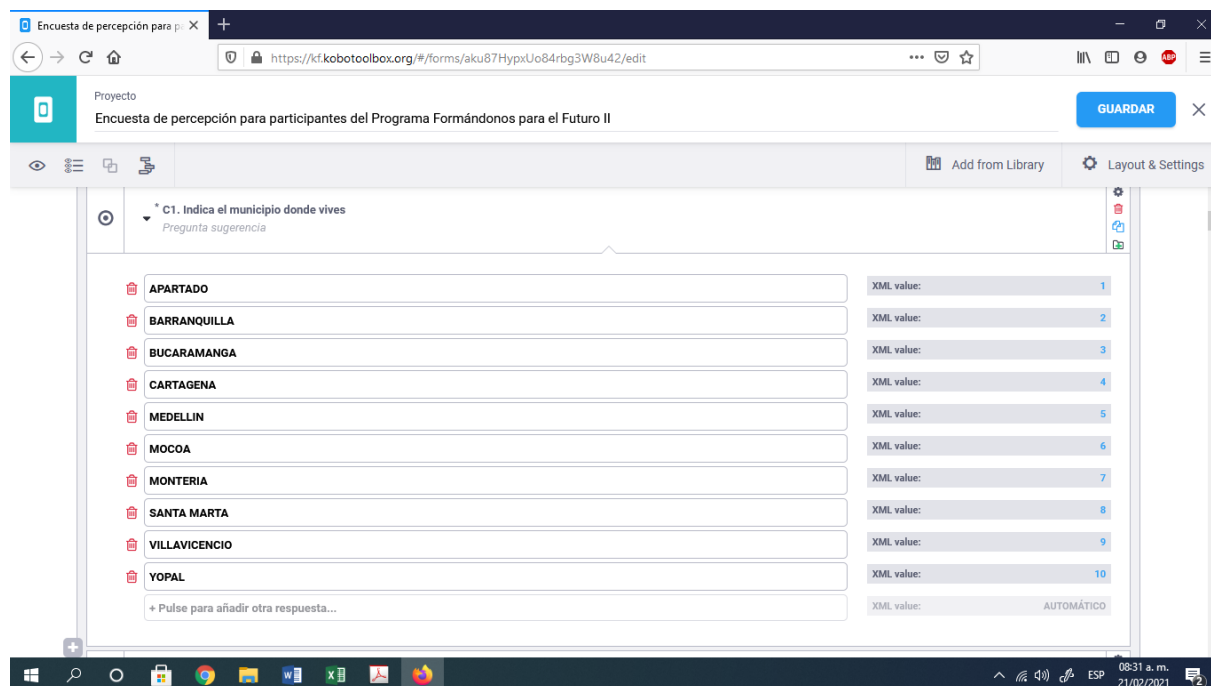 Encuesta de percepción para pa
https://kf.kobotoolbox.org/#/forms/aku87HypxUo84rbg3W8u42/edit
ABP
Proyecto
Encuesta de percepción para participantes del Programa Formándonos para el Futuro II
GUARDAR
Add from Library
Layout & Settings
* C1. Indica el municipio donde vives
Pregunta sugerencia
APARTADO XML value: 1
BARRANQUILLA XML value: 2
BUCARAMANGA XML value: 3
CARTAGENA XML value: 4
MEDELLIN XML value: 5
MOCOA XML value: 6
MONTERIA XML value: 7
SANTA MARTA XML value: 8
VILLAVICENCIO XML value: 9
YOPAL XML value: 10
+ Pulse para añadir otra respuesta... XML value: AUTOMÁTICO
ESP
08:31 a. m.
21/02/2021
2